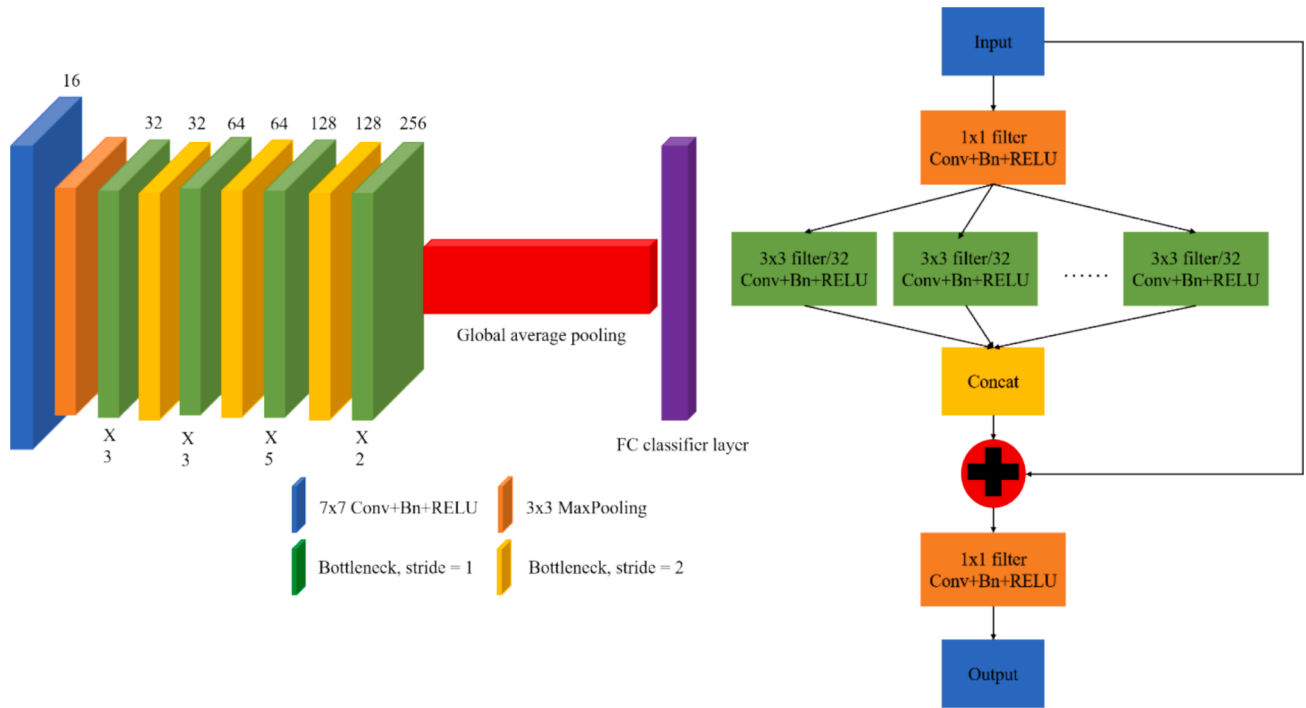 16
32 32 64 64 128 128 256
X X X X
3 3 5 2
Global average pooling
FC classifier layer
7x7 Conv+Bn+RELU
3x3 MaxPooling
Bottleneck, stride = 1
Bottleneck, stride = 2
Input
1x1 filter
Conv+Bn+RELU
3x3 filter/32
Conv+Bn+RELU
3x3 filter/32
Conv+Bn+RELU
......
3x3 filter/32
Conv+Bn+RELU
Concat
1x1 filter
Conv+Bn+RELU
Output